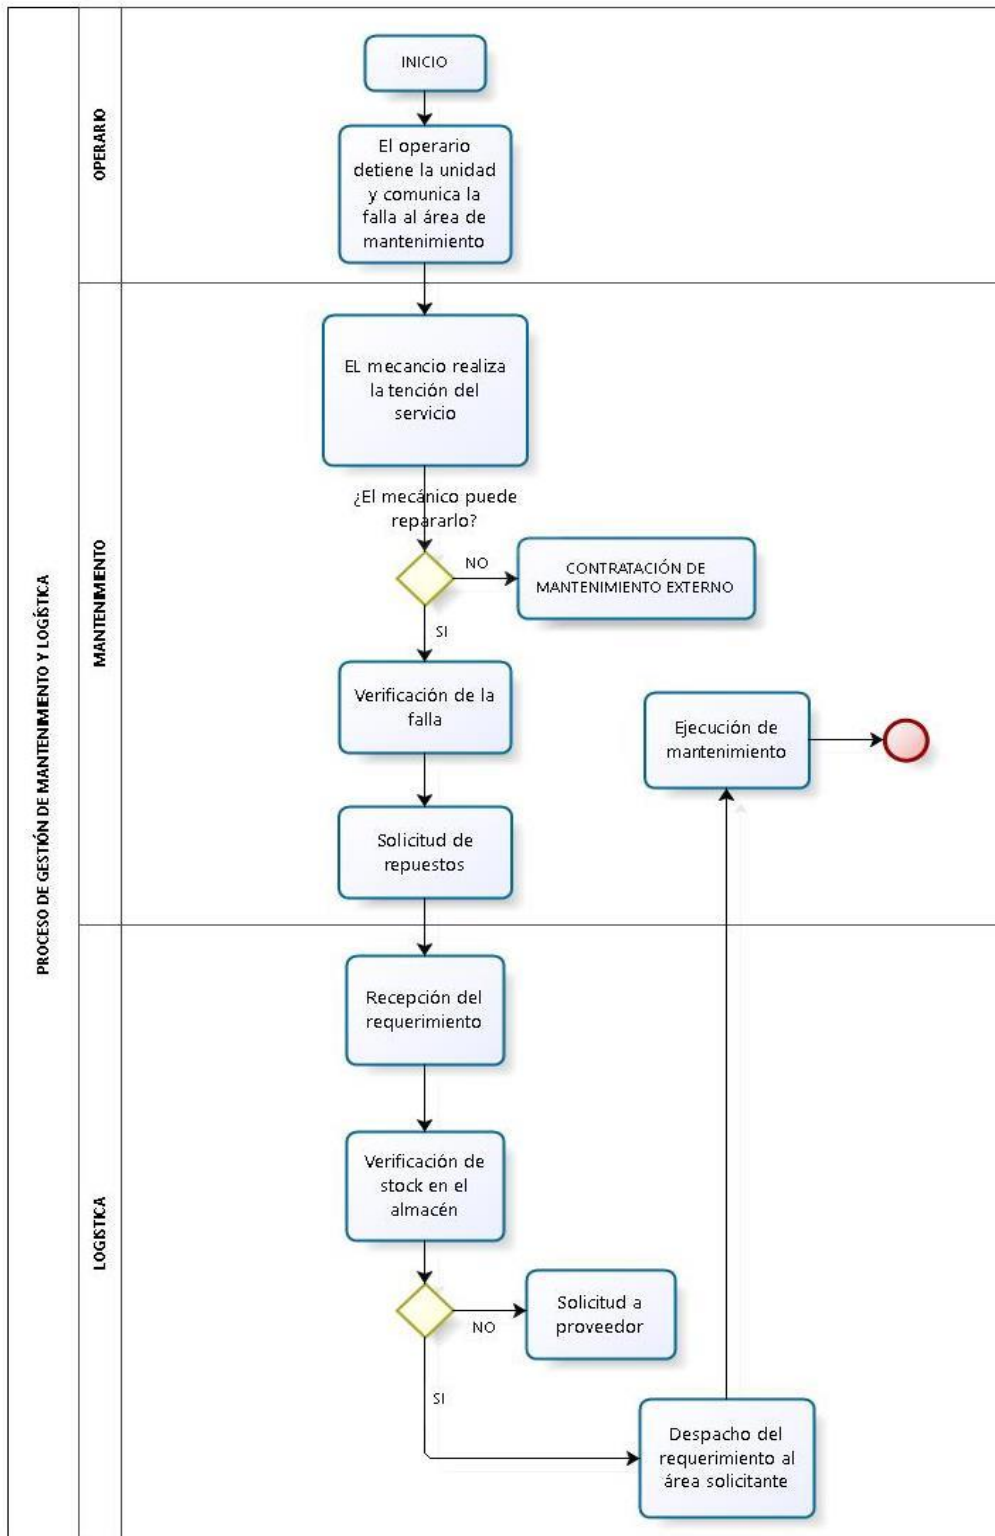 PROCESO DE GESTIÓN DE MANTENIMIENTO Y LOGÍSTICA
OPERARIO
INICIO
El operario
detiene la unidad
y comunica la
falla al área de
mantenimiento
MANTENIMIENTO
EL mecancio realiza
la tención del
servicio
¿El mecánico puede
repararlo?
NO
CONTRATACIÓN DE
MANTENIMIENTO EXTERNO
SI
Verificación de la
falla
Ejecución de
mantenimiento
Solicitud de
repuestos
LOGISTICA
Recepción del
requerimiento
Verificación de
stock en el
almacén
NO
Solicitud a
proveedor
SI
Despacho del
requerimiento al
área solicitante